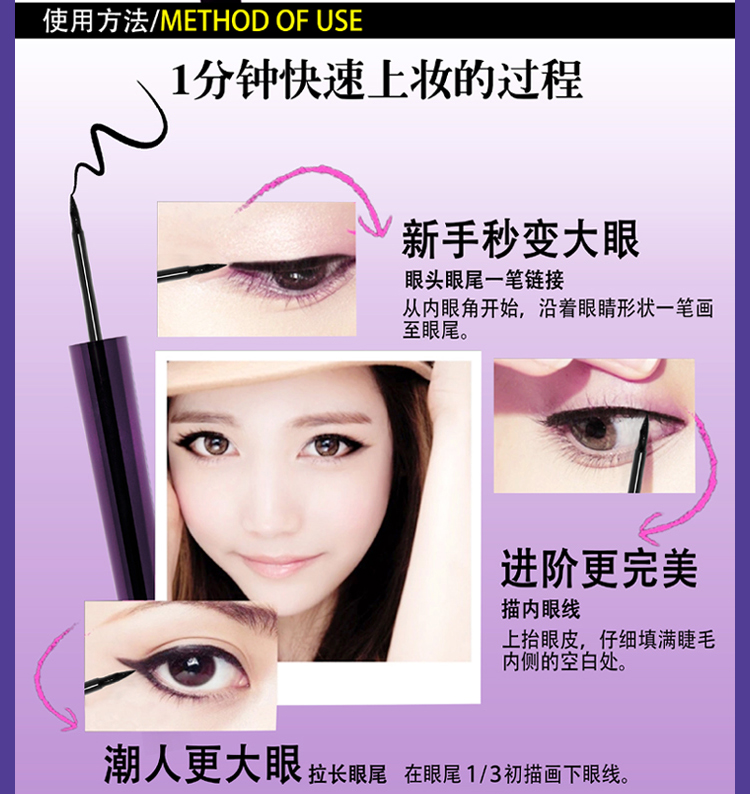 使用方法/METHOD OF USE
1分钟快速上妆的过程
新手秒变大眼
眼头眼尾一笔链接
从内眼角开始，沿着眼睛形状一笔画
至眼尾。
进阶更完美
描内眼线
上抬眼皮，仔细填满睫毛
内侧的空白处。
潮人更大眼 拉长眼尾 在眼尾1/3初描画下眼线。